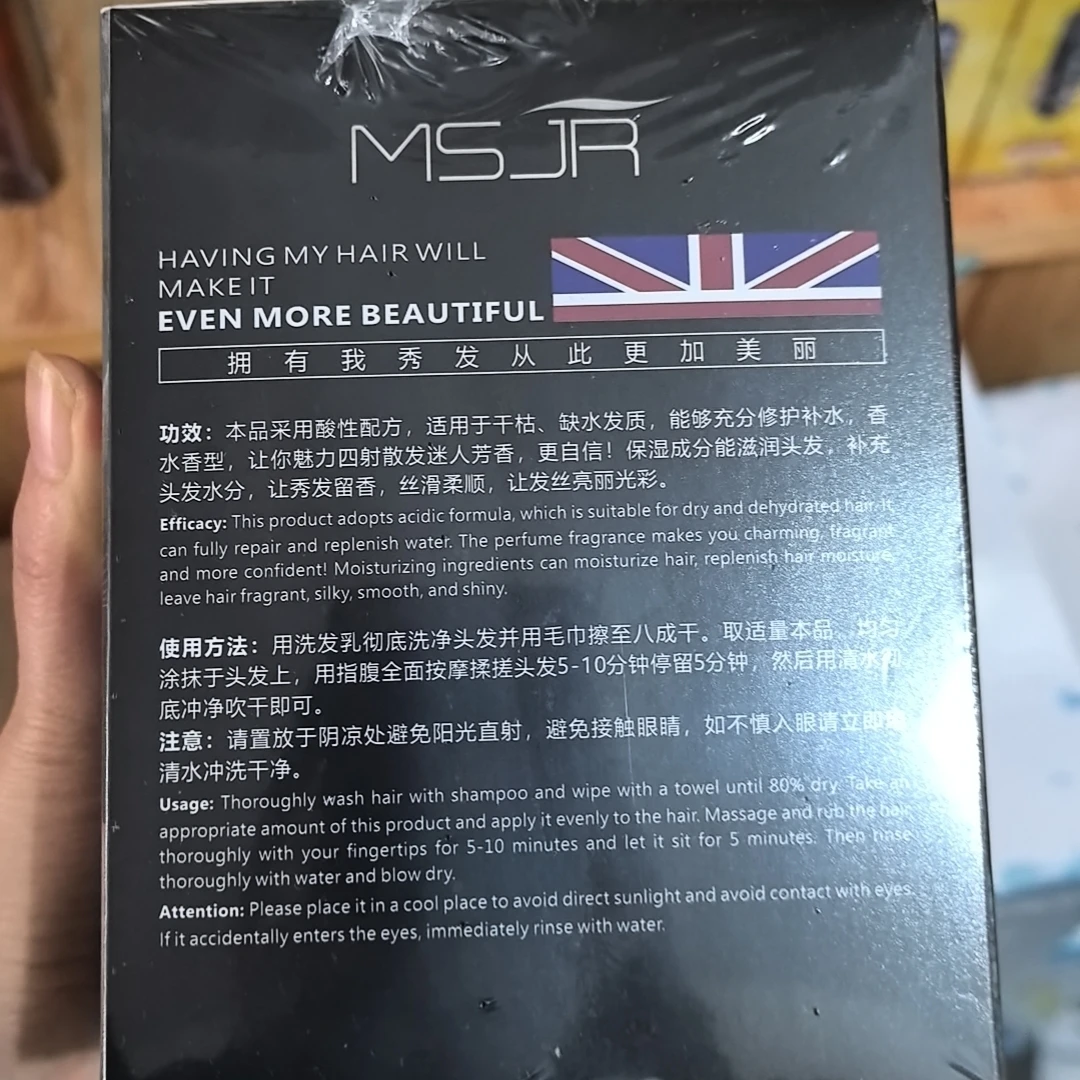 MSJR
HAVING MY HAIR WILL
MAKE IT
EVEN MORE BEAUTIFUL
拥有我秀发从此更加美丽
功效：本品采用酸性配方，适用于干枯、缺水发质，能够充分修护补水，香
水香型，让你魅力四射散发迷人芳香，更自信！保湿成分能滋润头发，补充
头发水分，让秀发留香，丝滑柔顺，让发丝亮丽光彩。
Efficacy: This product adopts acidic formula, which is suitable for dry and dehydrated hair. It
can fully repair and replenish water. The perfume fragrance makes you charming, fragrant
and more confident! Moisturizing ingredients can moisturize hair, replenish hair moisture,
leave hair fragrant, silky, smooth, and shiny.
使用方法：用洗发乳彻底洗净头发并用毛巾擦至八成干。取适量本品，均匀
涂抹于头发上，用指腹全面按摩揉搓头发5-10分钟停留5分钟，然后用清水
底冲净吹干即可。
注意：请置放于阴凉处避免阳光直射，避免接触眼睛，如不慎入眼请立即
清水冲洗干净。
Usage: Thoroughly wash hair with shampoo and wipe with a towel until 80% dry. Take an
appropriate amount of this product and apply it evenly to the hair. Massage and rub the hair
thoroughly with your fingertips for 5-10 minutes and let it sit for 5 minutes. Then rinse
thoroughly with water and blow dry.
Attention: Please place it in a cool place to avoid direct sunlight and avoid contact with eyes.
If it accidentally enters the eyes, immediately rinse with water.